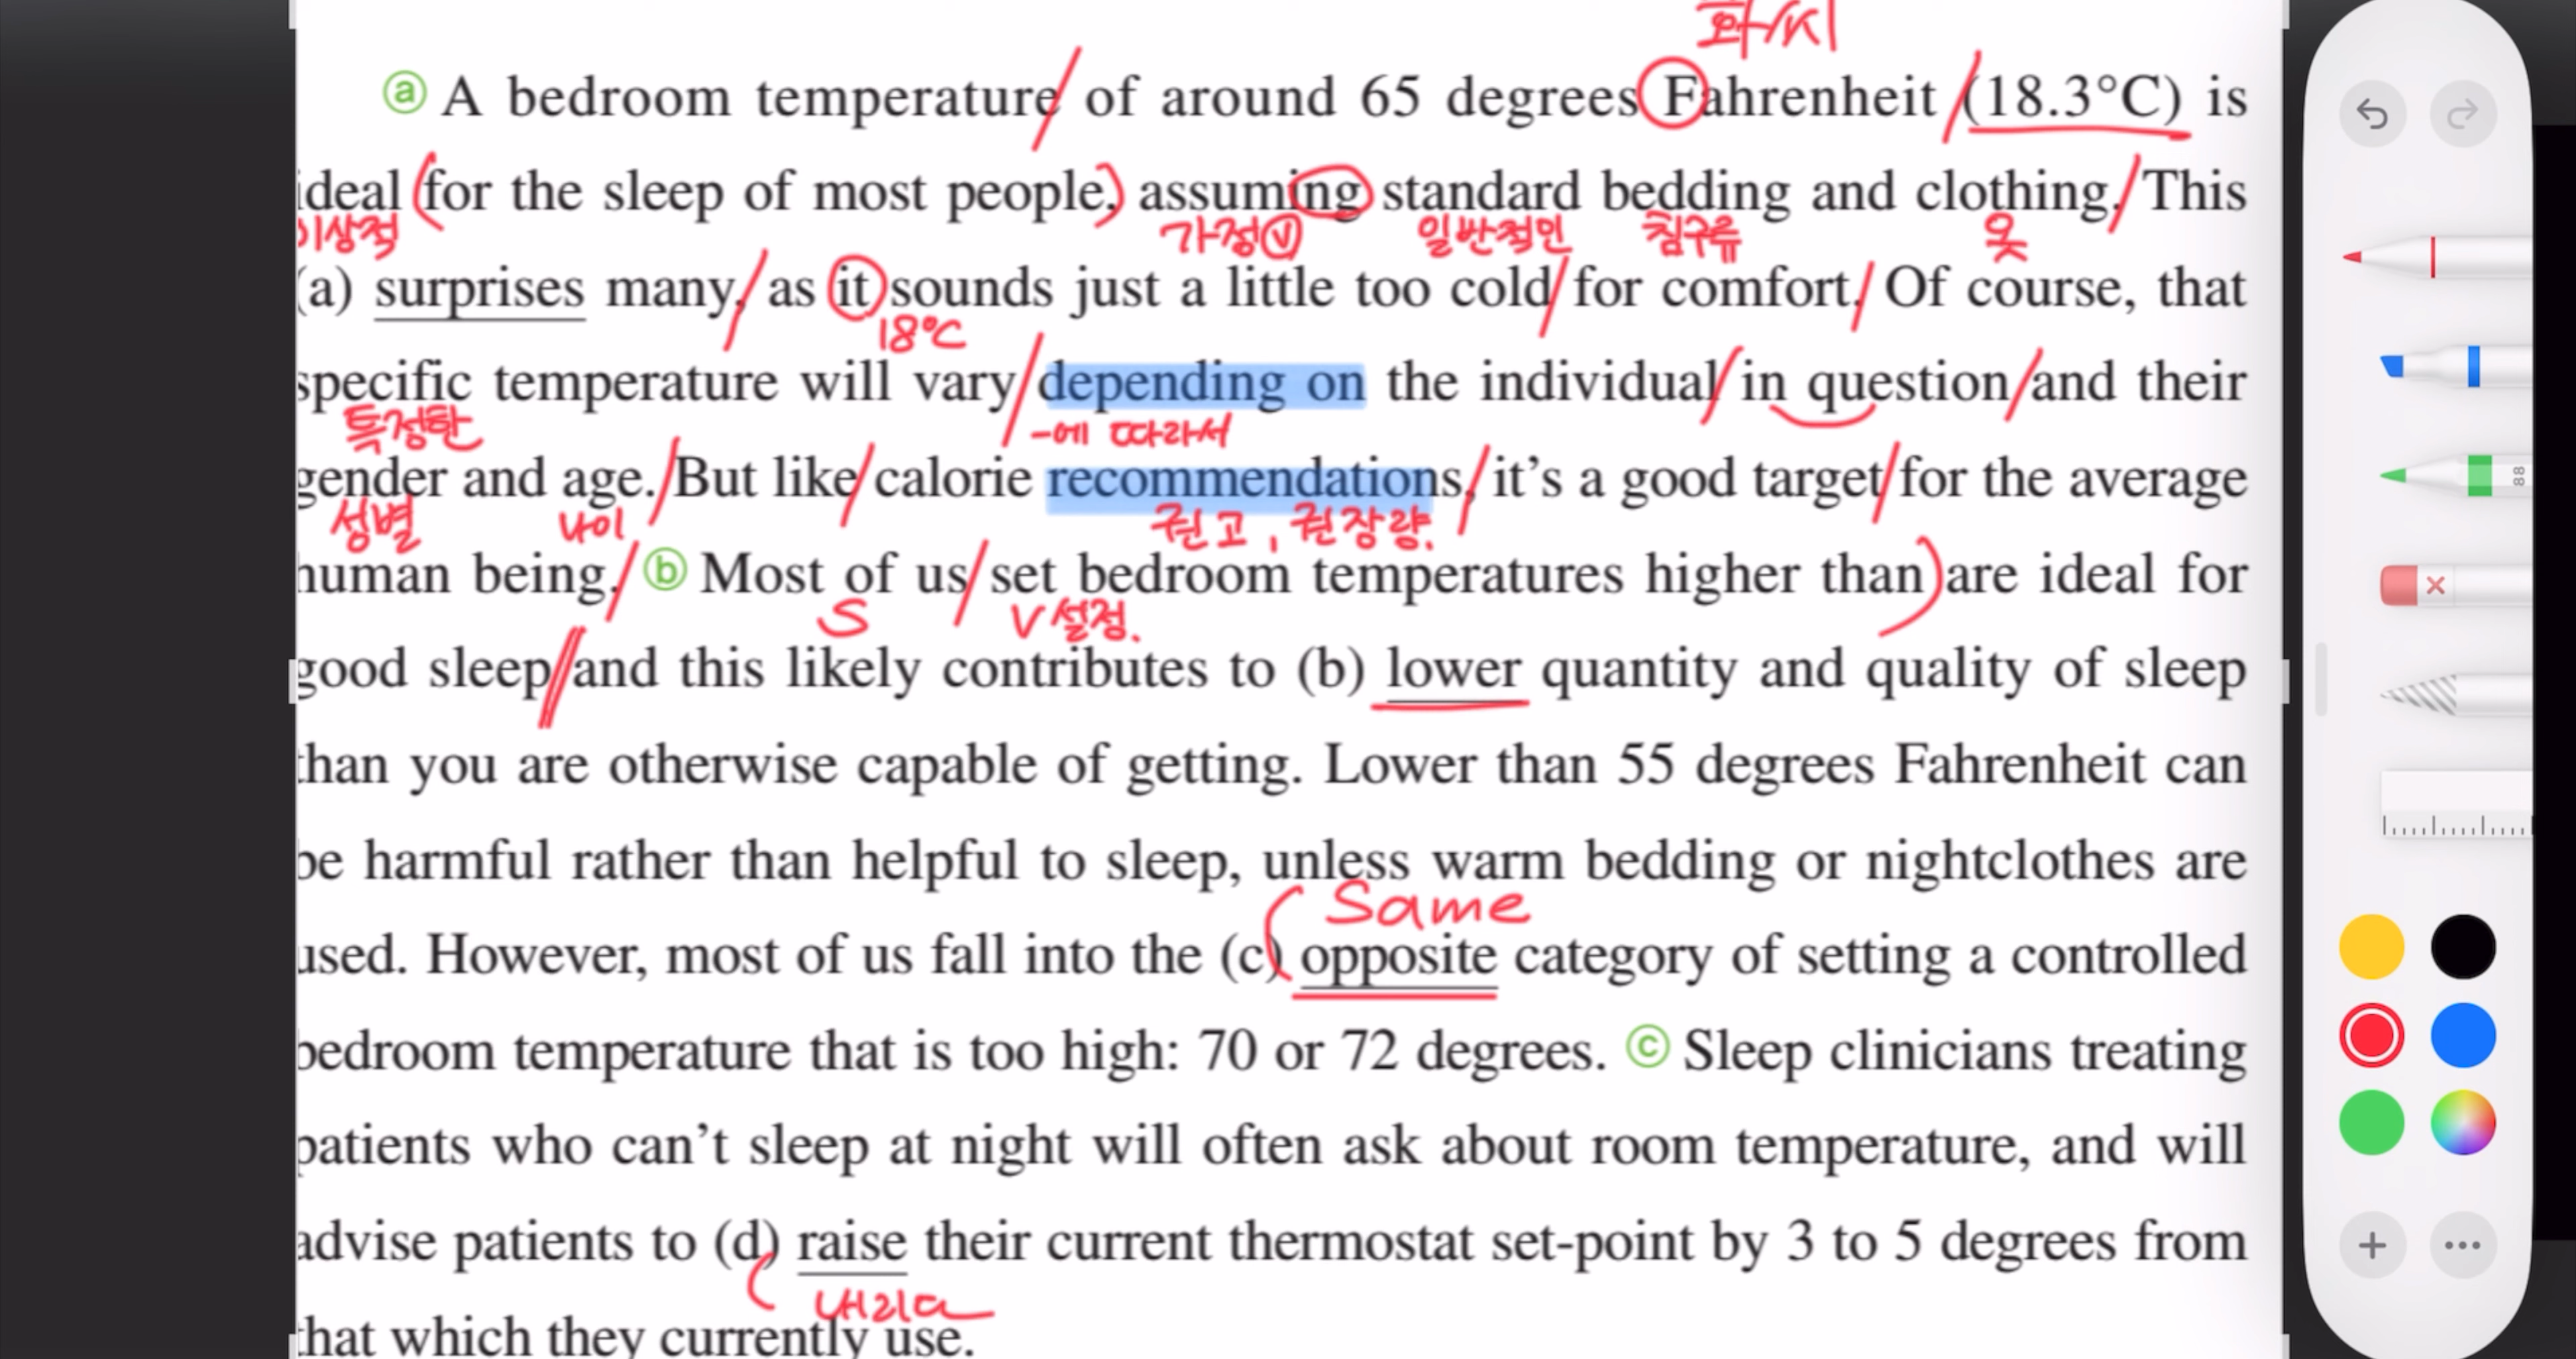 화씨
ⓐ A bedroom temperature of around 65 degrees Fahrenheit (18.3°C) is
ideal for the sleep of most people, assuming standard bedding and clothing. This
이상적 가정ⓥ 일반적인 침구류 옷
(a) surprises many, as it sounds just a little too cold for comfort. Of course, that
18°C
specific temperature will vary depending on the individual in question and their
특정한 -에 따라서
gender and age. But like calorie recommendations, it's a good target for the average
성별 나이 권고, 권장량.
human being. ⓑ Most of us set bedroom temperatures higher than are ideal for
S V 설정.
good sleep and this likely contributes to (b) lower quantity and quality of sleep
than you are otherwise capable of getting. Lower than 55 degrees Fahrenheit can
be harmful rather than helpful to sleep, unless warm bedding or nightclothes are
same
used. However, most of us fall into the (c) opposite category of setting a controlled
bedroom temperature that is too high: 70 or 72 degrees. ⓒ Sleep clinicians treating
patients who can't sleep at night will often ask about room temperature, and will
advise patients to (d) raise their current thermostat set-point by 3 to 5 degrees from
내리다
that which they currently use.
88